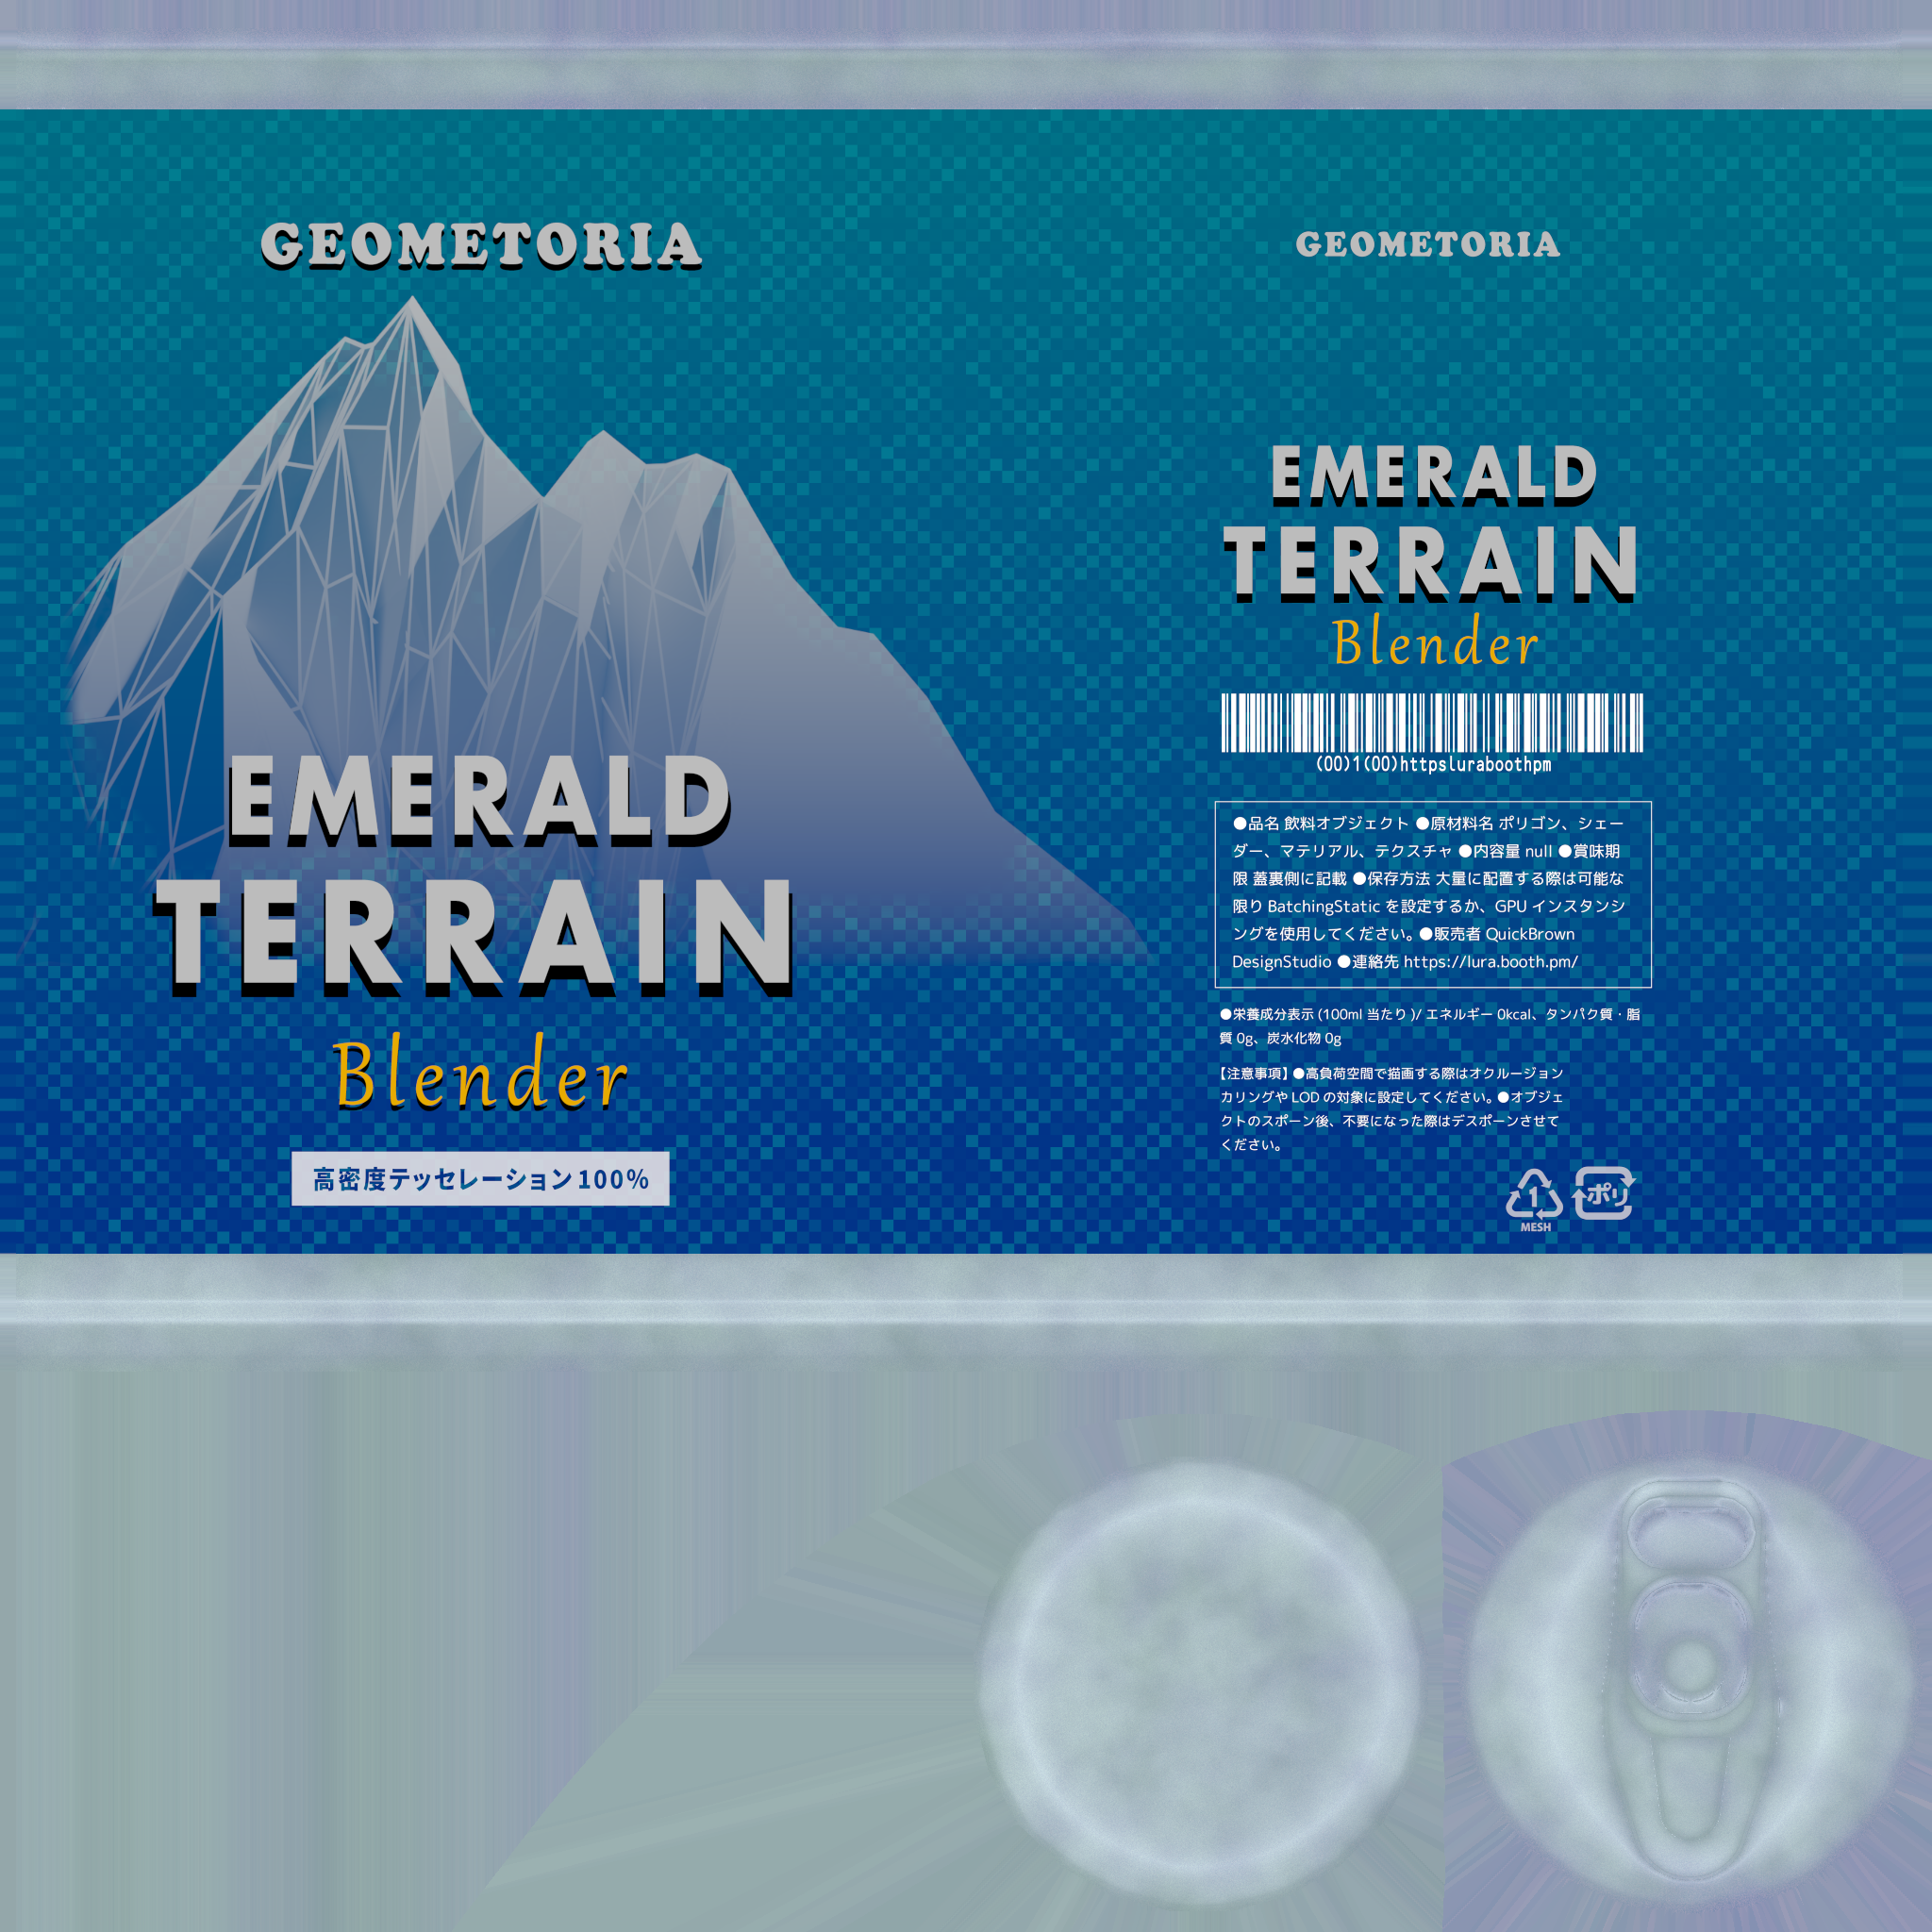 GEOMETORIA
EMERALD
TERRAIN
Blender
高密度テッセレーション100%
GEOMETORIA
EMERALD
TERRAIN
Blender
(00)1(00)httpsluraboothpm
●品名 飲料オブジェクト ●原材料名 ポリゴン、シェー
ダー、マテリアル、テクスチャ ●内容量 null ●賞味期
限 蓋裏側に記載 ●保存方法 大量に配置する際は可能な
限り BatchingStatic を設定するか、GPU インスタンシ
ングを使用してください。●販売者 QuickBrown
DesignStudio ●連絡先 https://lura.booth.pm/
●栄養成分表示 (100ml 当たり )/ エネルギー 0kcal、タンパク質・脂
質 0g、炭水化物 0g
【注意事項】●高負荷空間で描画する際はオクルージョン
カリングや LOD の対象に設定してください。●オブジェ
クトのスポーン後、不要になった際はデスポーンさせて
ください。
1
MESH
ポリ